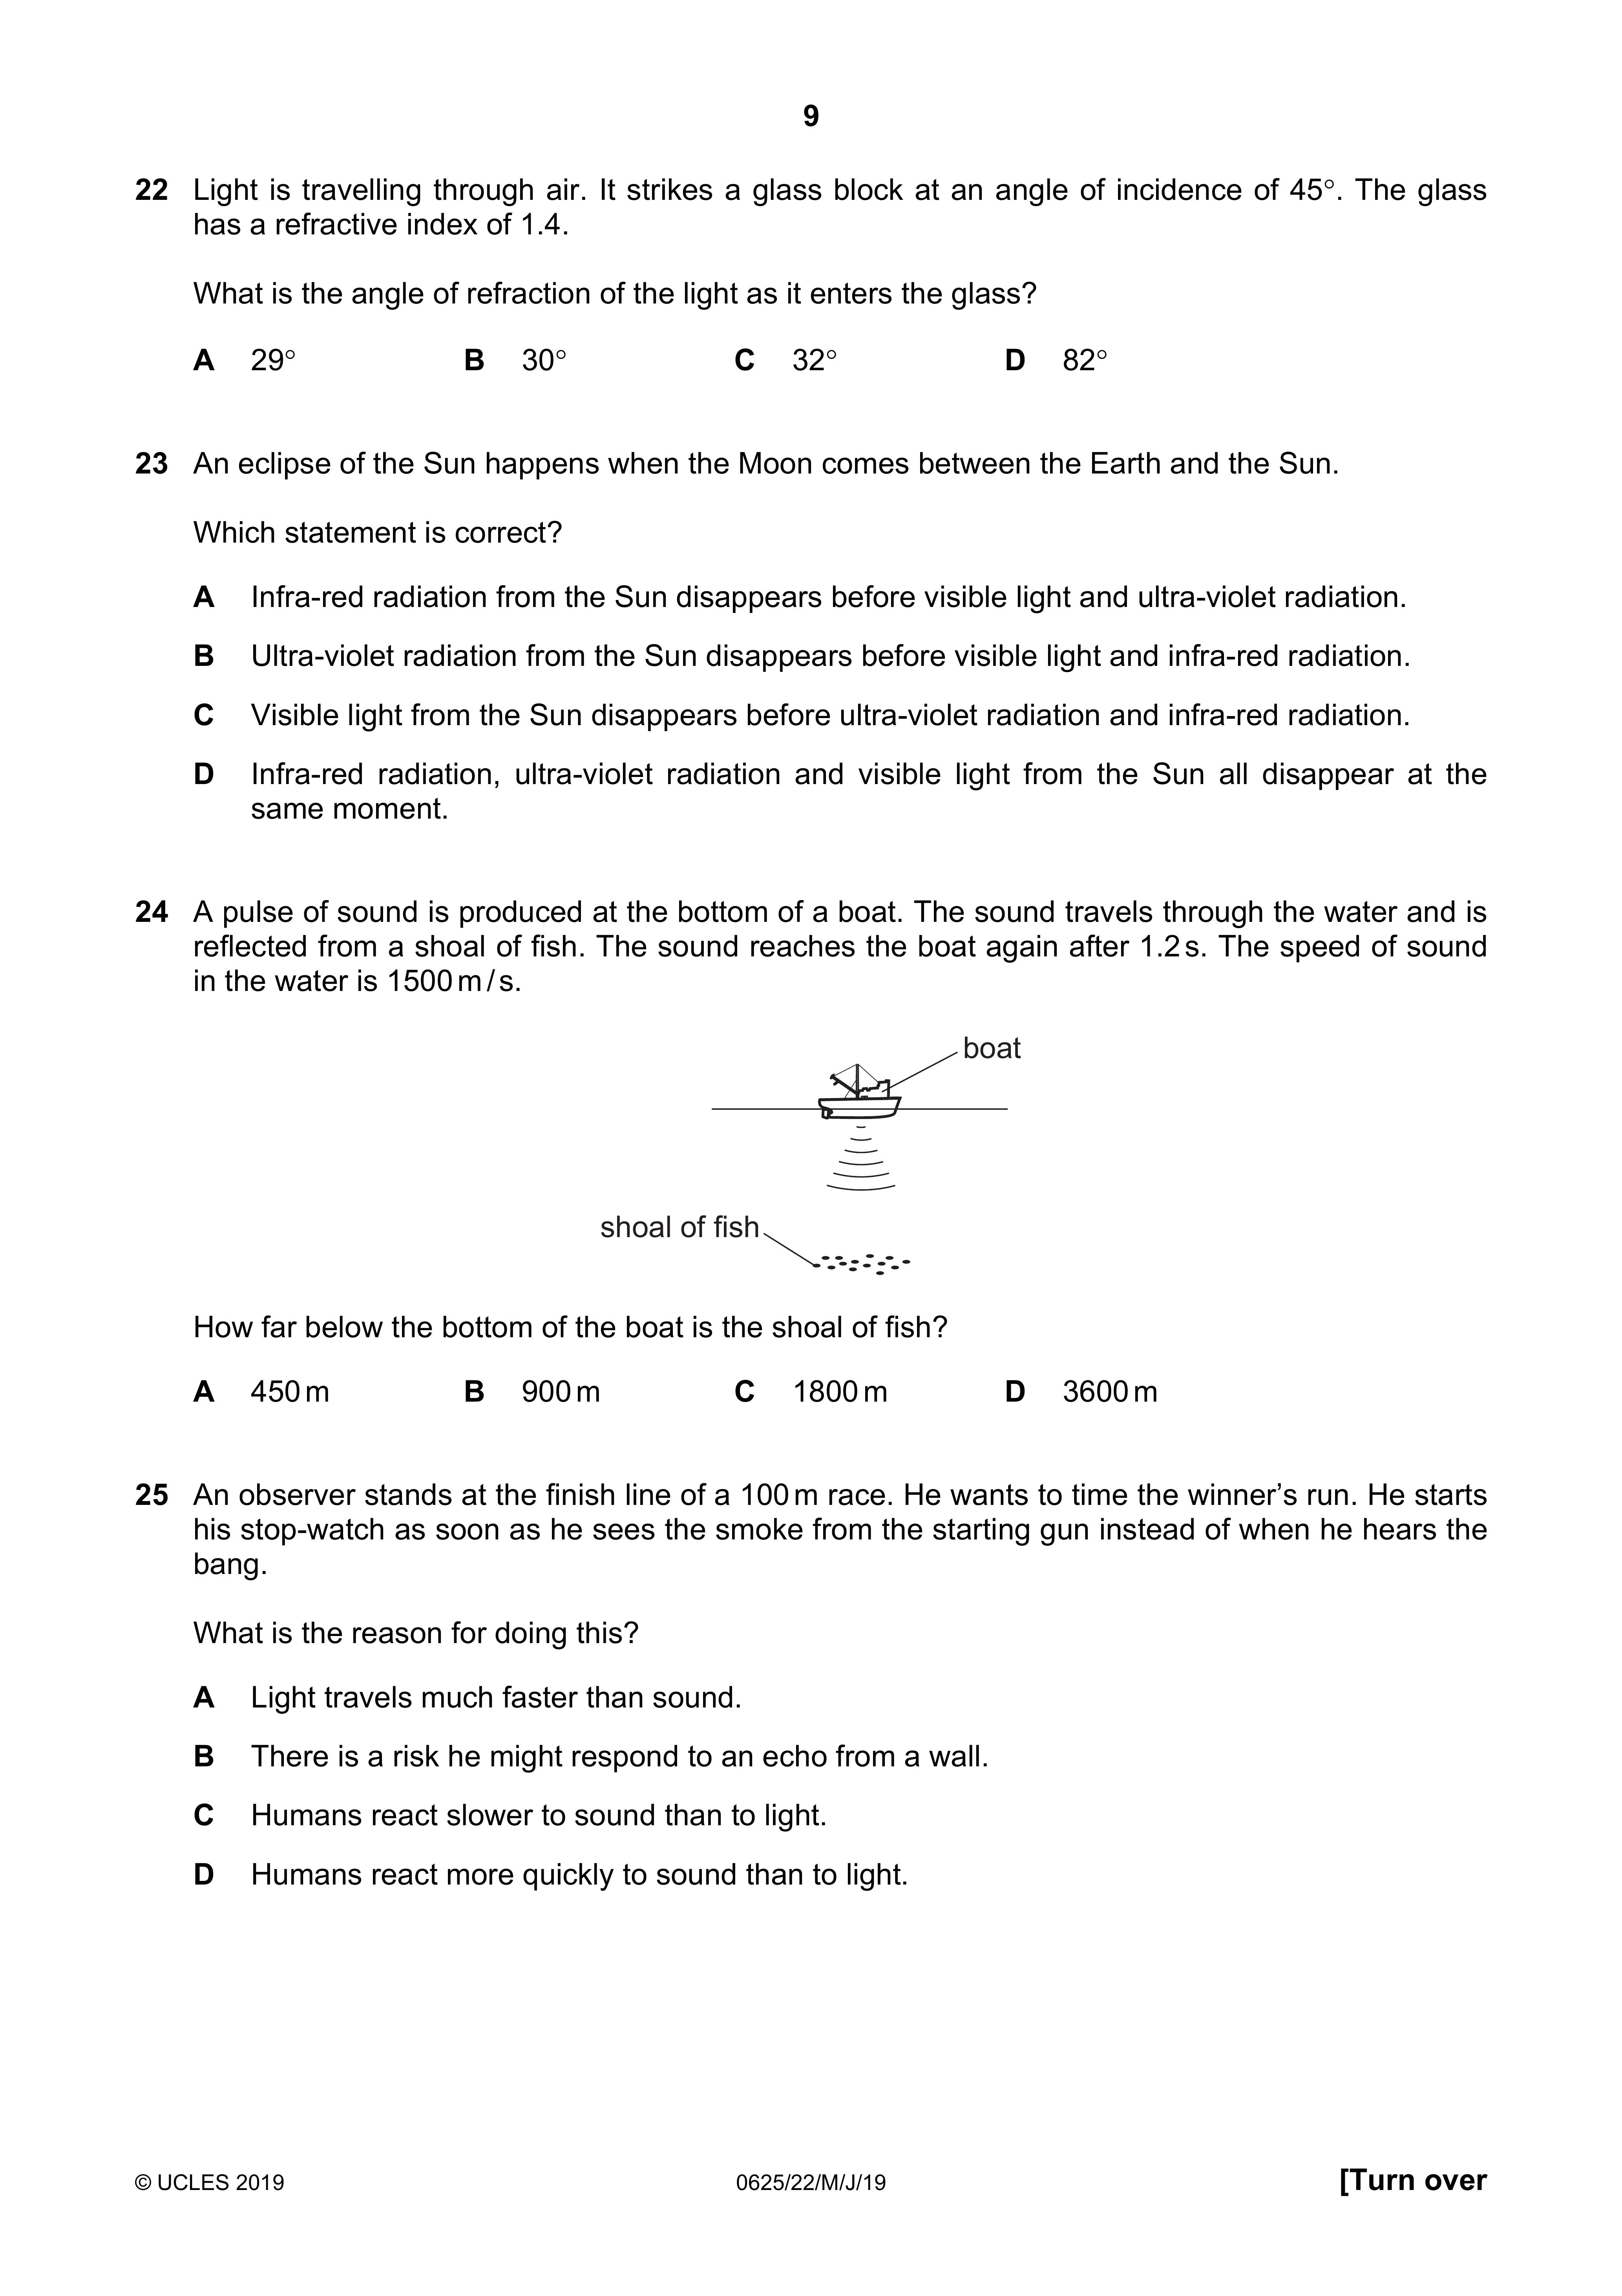 9
22 Light is travelling through air. It strikes a glass block at an angle of incidence of 45°. The glass
has a refractive index of 1.4.
What is the angle of refraction of the light as it enters the glass?
A 29° B 30° C 32° D 82°
23 An eclipse of the Sun happens when the Moon comes between the Earth and the Sun.
Which statement is correct?
A Infra-red radiation from the Sun disappears before visible light and ultra-violet radiation.
B Ultra-violet radiation from the Sun disappears before visible light and infra-red radiation.
C Visible light from the Sun disappears before ultra-violet radiation and infra-red radiation.
D Infra-red radiation, ultra-violet radiation and visible light from the Sun all disappear at the
same moment.
24 A pulse of sound is produced at the bottom of a boat. The sound travels through the water and is
reflected from a shoal of fish. The sound reaches the boat again after 1.2 s. The speed of sound
in the water is 1500 m / s.
boat
shoal of fish
How far below the bottom of the boat is the shoal of fish?
A 450 m B 900 m C 1800 m D 3600 m
25 An observer stands at the finish line of a 100 m race. He wants to time the winner’s run. He starts
his stop-watch as soon as he sees the smoke from the starting gun instead of when he hears the
bang.
What is the reason for doing this?
A Light travels much faster than sound.
B There is a risk he might respond to an echo from a wall.
C Humans react slower to sound than to light.
D Humans react more quickly to sound than to light.
© UCLES 2019 0625/22/M/J/19 [Turn over